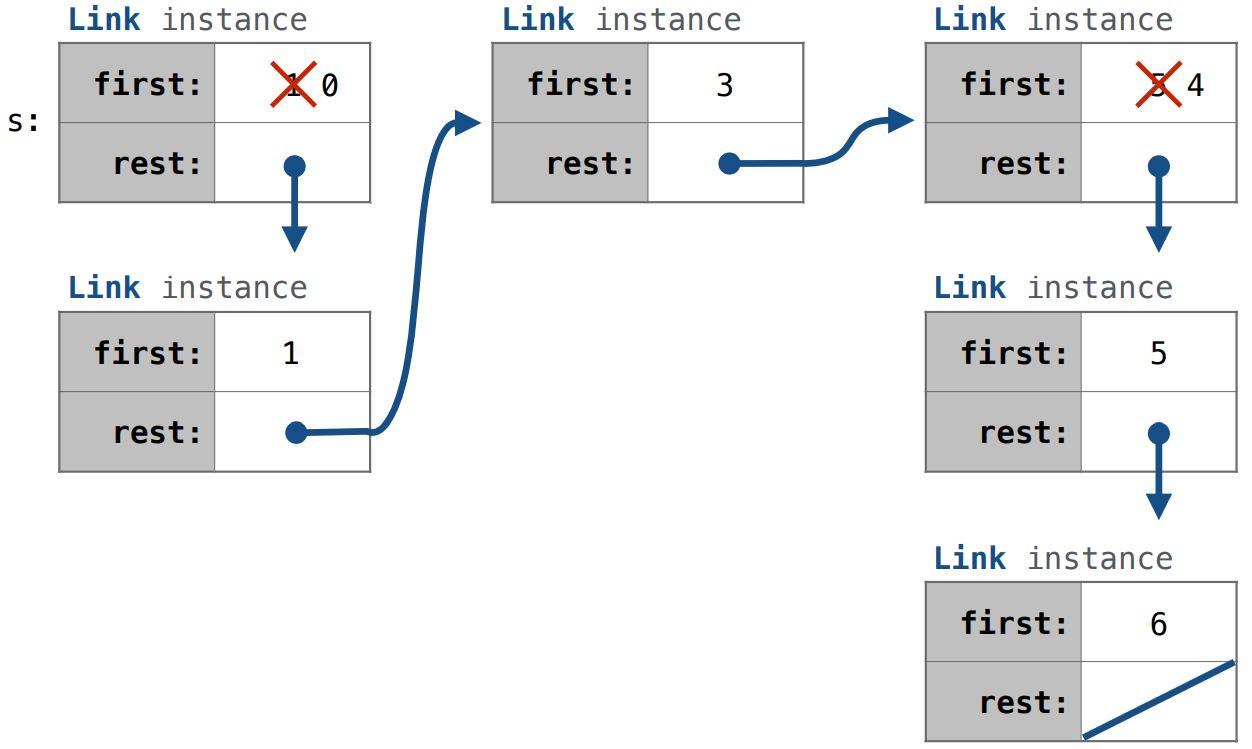 Link instance
s:
first: 1 0
rest:
Link instance
first: 3
rest:
Link instance
first: 5 4
rest:
Link instance
first: 1
rest:
Link instance
first: 5
rest:
Link instance
first: 6
rest: